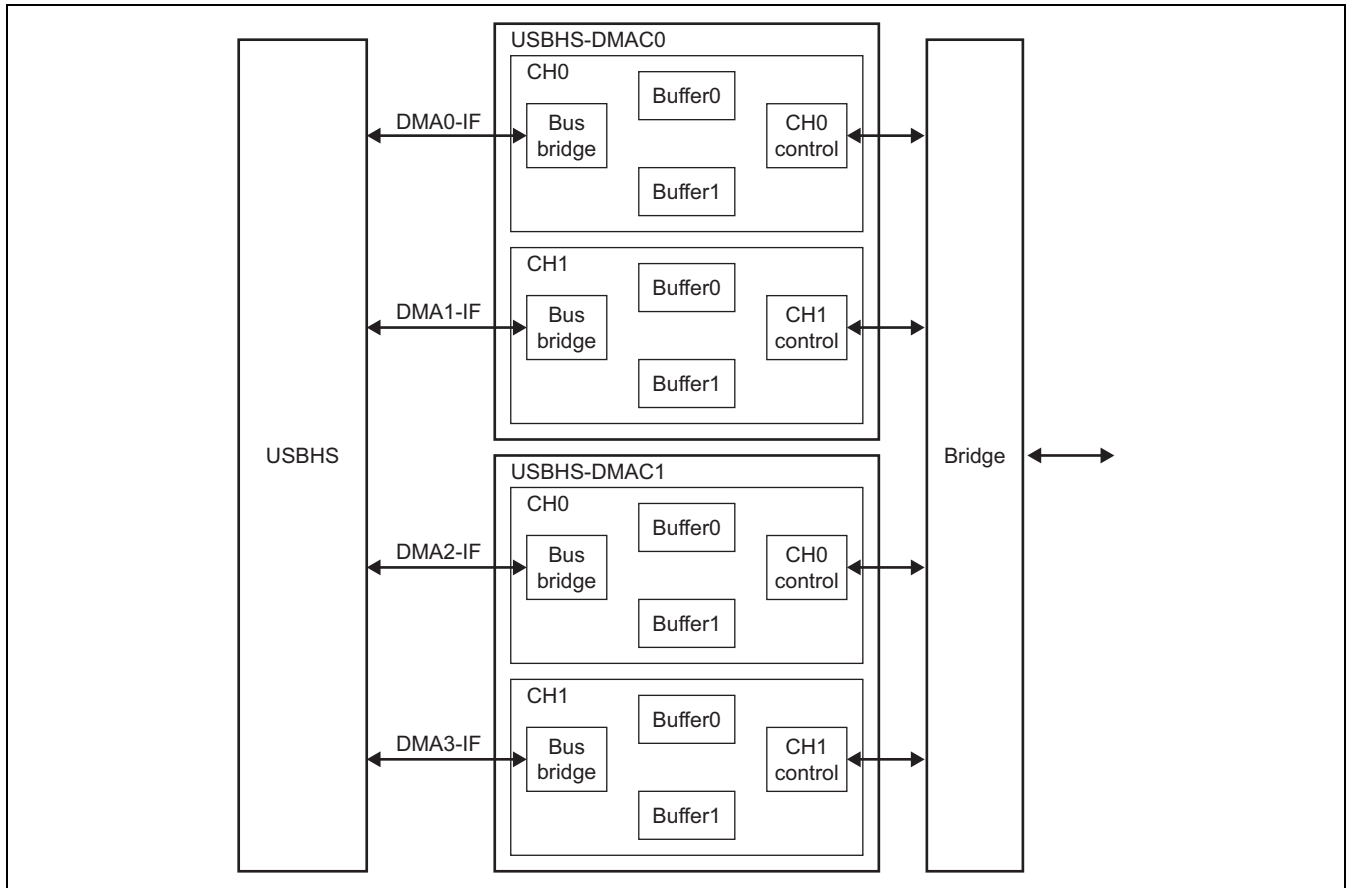 USBHS-DMAC0
CH0
Buffer0
DMA0-IF
Bus
bridge
CH0
control
Buffer1
CH1
Buffer0
DMA1-IF
Bus
bridge
CH1
control
Buffer1
USBHS
Bridge
USBHS-DMAC1
CH0
Buffer0
DMA2-IF
Bus
bridge
CH0
control
Buffer1
CH1
Buffer0
DMA3-IF
Bus
bridge
CH1
control
Buffer1